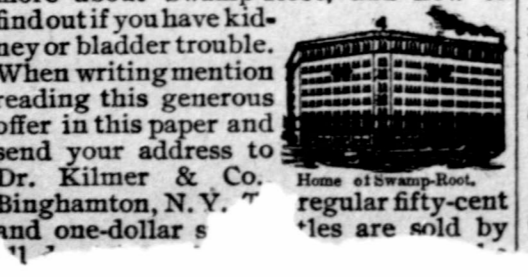 find out if you have kid-
ney or bladder trouble.
When writing mention
reading this generous
offer in this paper and
send your address to
Dr. Kilmer & Co.
Home of Swamp-Root.
Binghamton, N. Y. regular fifty-cent
and one-dollar s are sold by